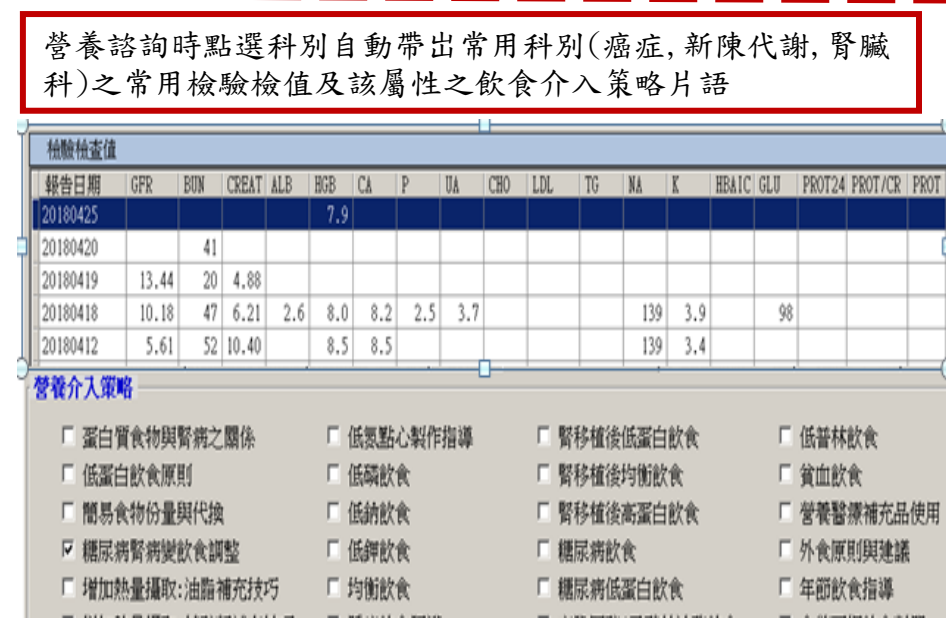 營養諮詢時點選科別自動帶出常用科別(癌症,新陳代謝,腎臟
科)之常用檢驗檢值及該屬性之飲食介入策略片語
檢驗檢查值
報告日期 GFR BUN CREAT ALB HGB CA P UA CHO LDL TG NA K HBAIC GLU PROT24 PROT/CR PROT
20180425 7.9
20180420 41
20180419 13.44 20 4.88
20180418 10.18 47 6.21 2.6 8.0 8.2 2.5 3.7 139 3.9 98
20180412 5.61 52 10.40 8.5 8.5 139 3.4
營養介入策略
蛋白質食物與腎病之關係 低氮點心製作指導 腎移植後低蛋白飲食 低普林飲食
低蛋白飲食原則 低磷飲食 腎移植後均衡飲食 貧血飲食
簡易食物份量與代換 低鈉飲食 腎移植後高蛋白飲食 營養醫療補充品使用
糖尿病腎病變飲食調整 低鉀飲食 糖尿病飲食 外食原則與建議
增加熱量攝取:油脂補充技巧 均衡飲食 糖尿病低蛋白飲食 年節飲食指導